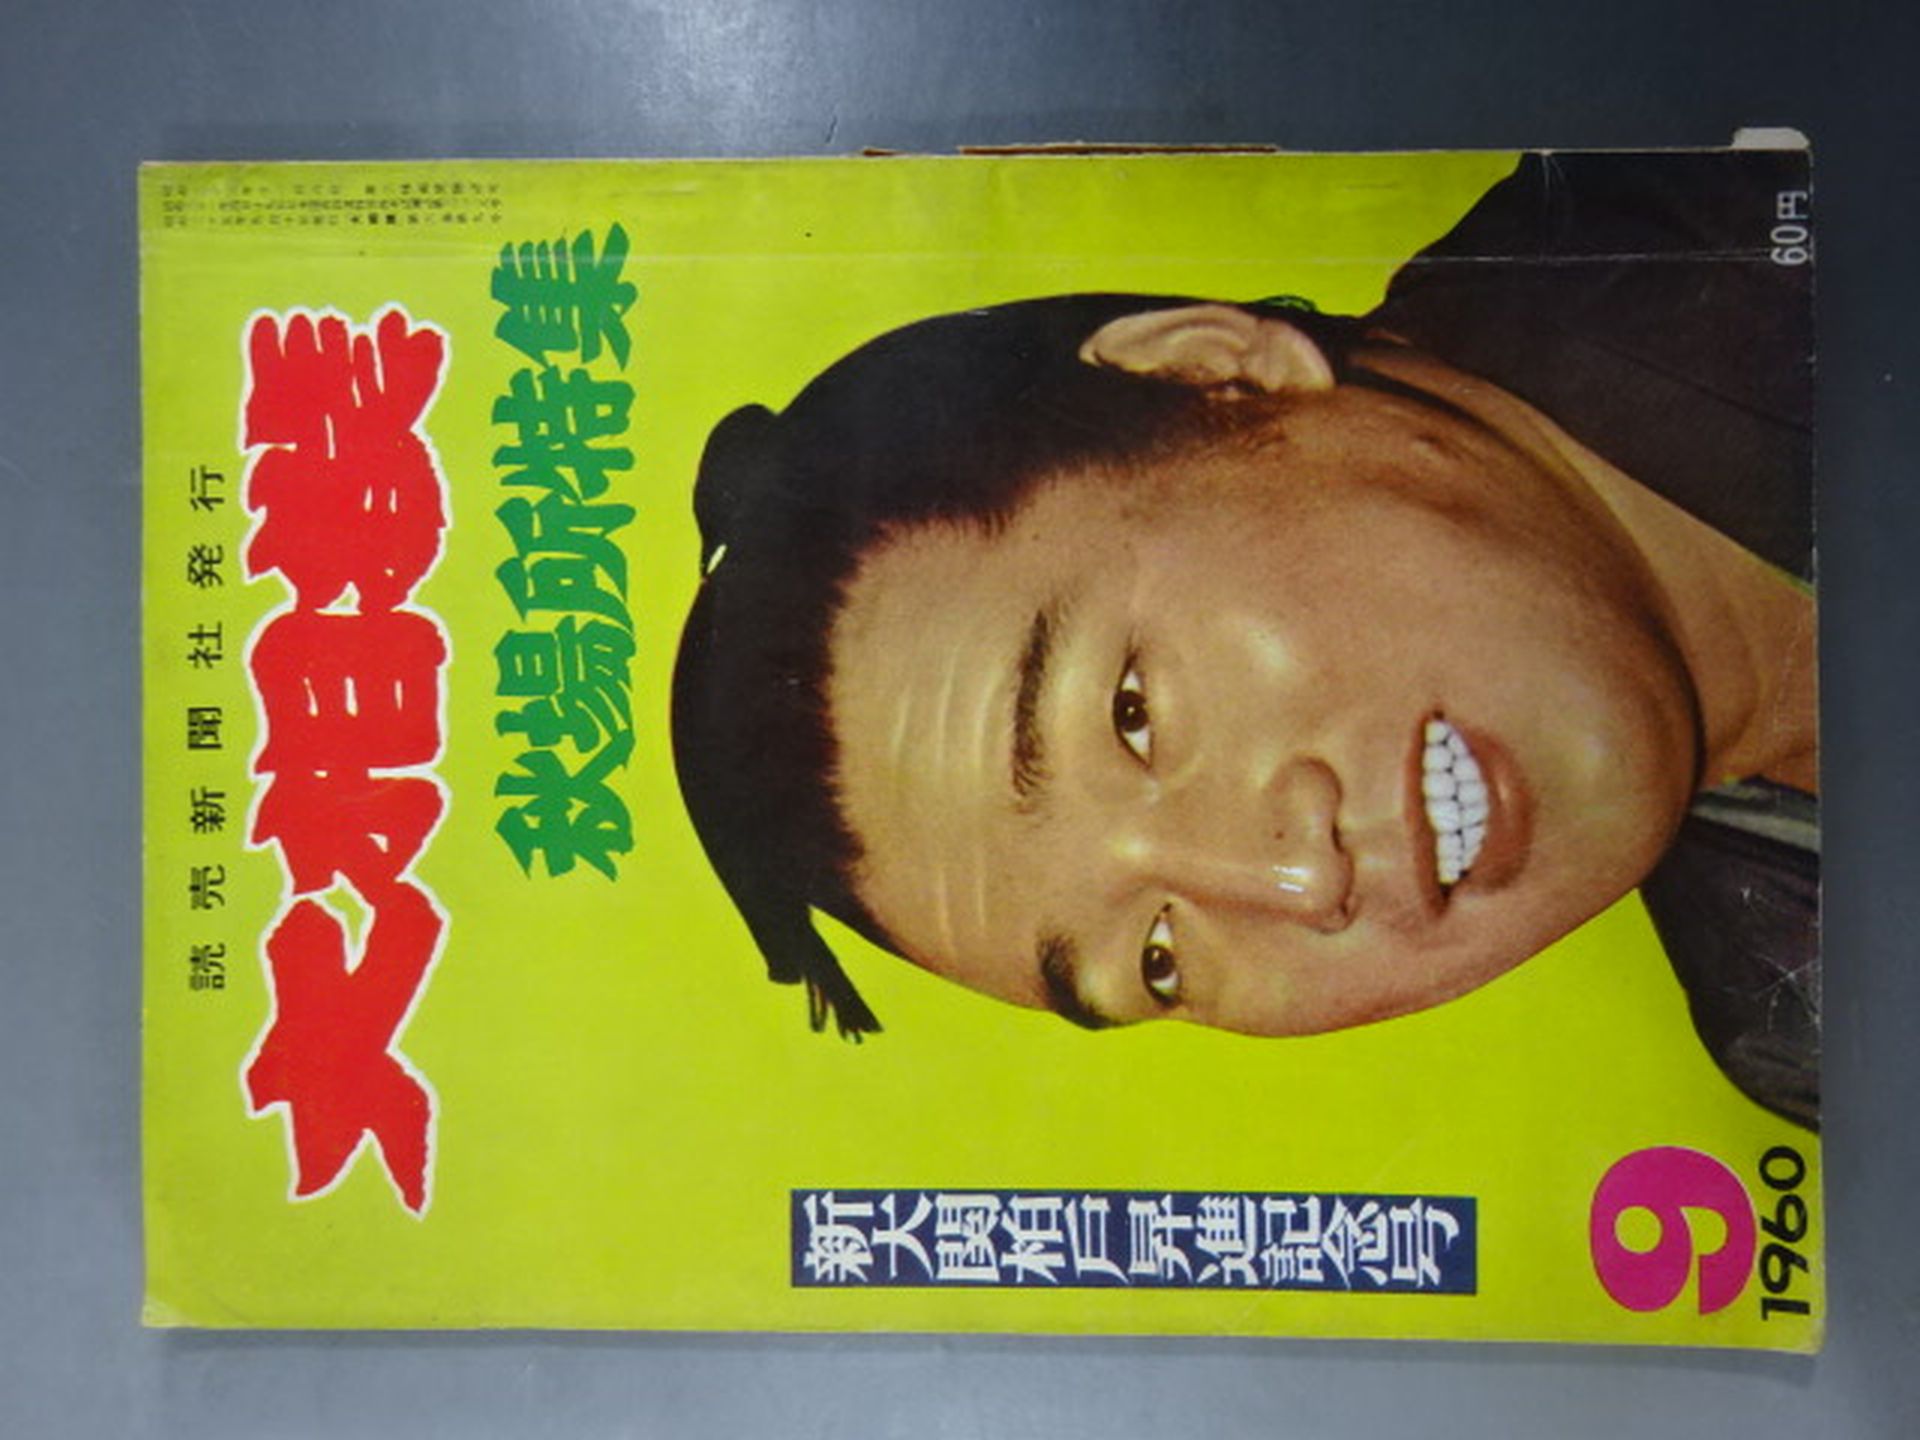 読売新聞社発行
大相撲
秋場所特集
新大関柏戸昇進記念号
9
1960
60円